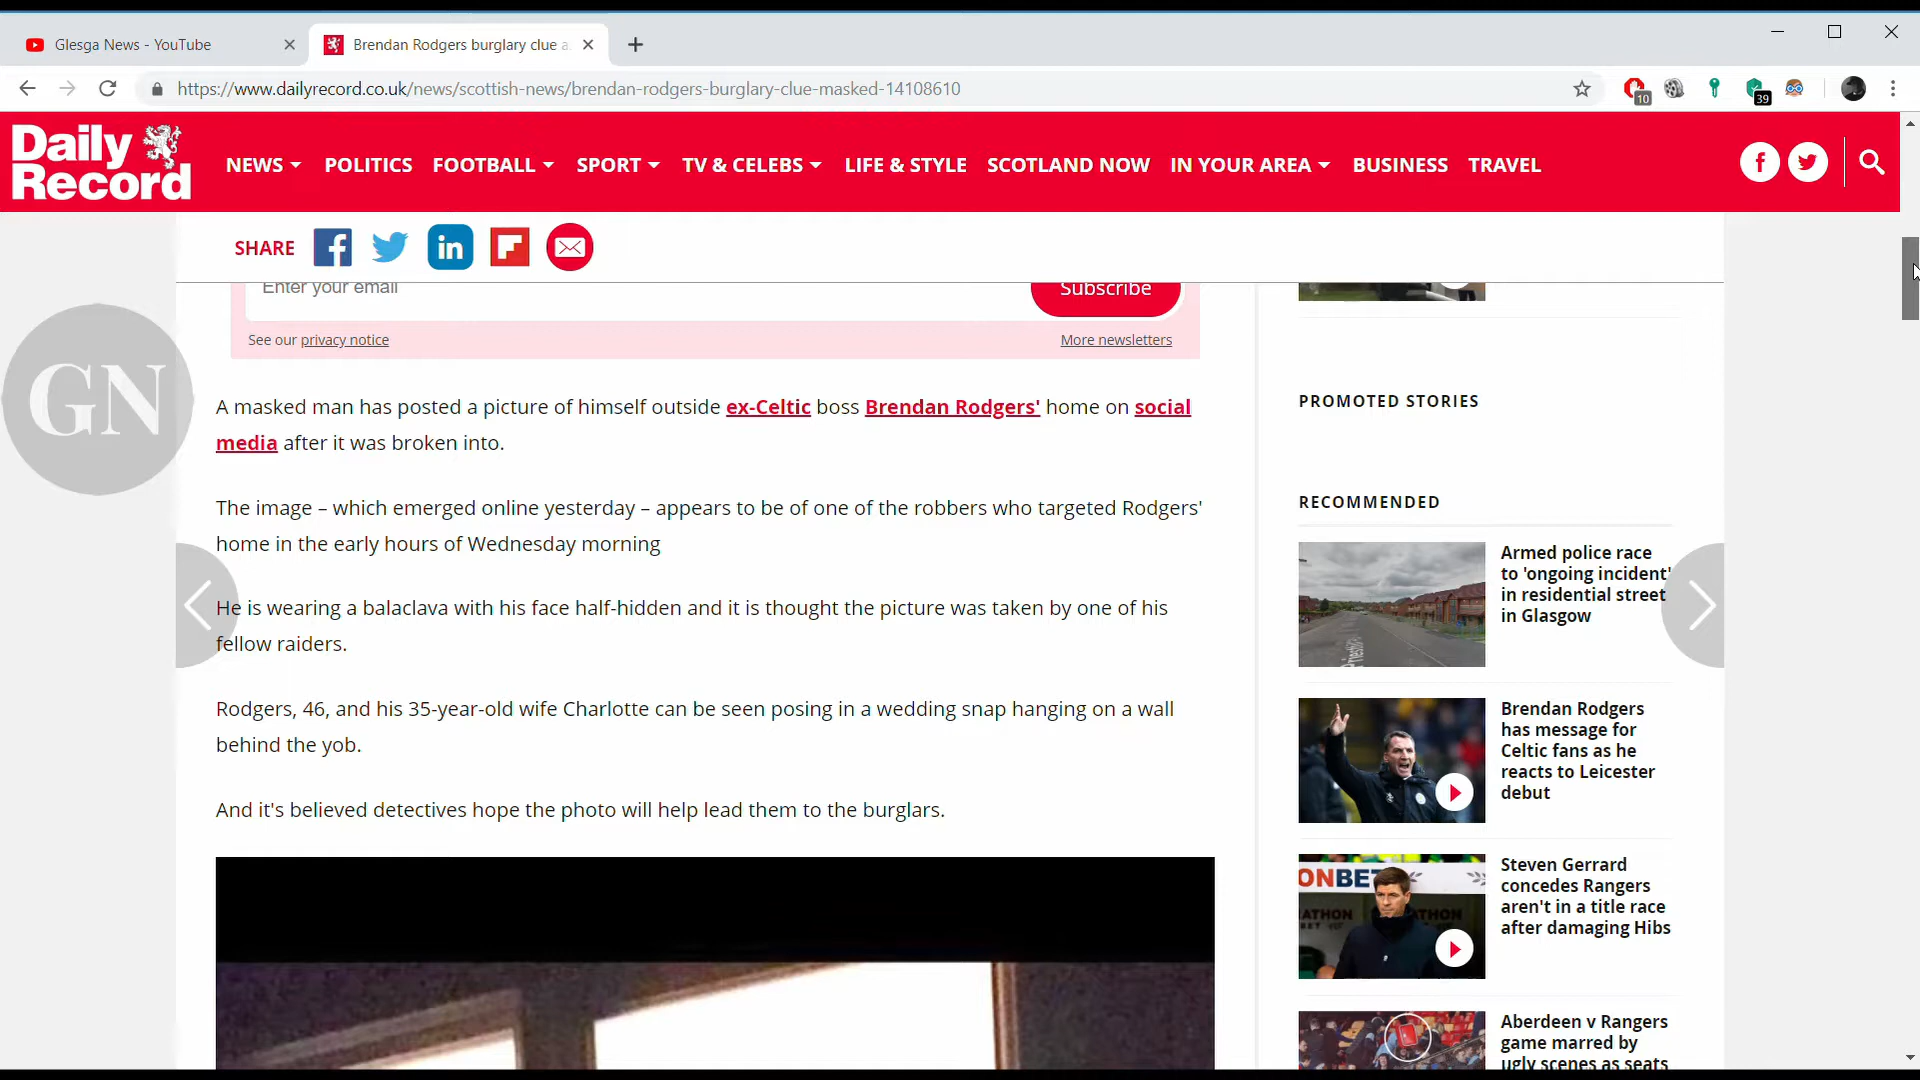 Glesga News - YouTube
Brendan Rodgers burglary clue a
https://www.dailyrecord.co.uk/news/scottish-news/brendan-rodgers-burglary-clue-masked-14108610
10
39
Daily
Record
NEWS
POLITICS
FOOTBALL
SPORT
TV & CELEBS
LIFE & STYLE
SCOTLAND NOW
IN YOUR AREA
BUSINESS
TRAVEL
SHARE
Enter your email
Subscribe
See our privacy notice
More newsletters
GN
A masked man has posted a picture of himself outside ex-Celtic boss Brendan Rodgers' home on social
media after it was broken into.
The image – which emerged online yesterday – appears to be of one of the robbers who targeted Rodgers'
home in the early hours of Wednesday morning
He is wearing a balaclava with his face half-hidden and it is thought the picture was taken by one of his
fellow raiders.
Rodgers, 46, and his 35-year-old wife Charlotte can be seen posing in a wedding snap hanging on a wall
behind the yob.
And it's believed detectives hope the photo will help lead them to the burglars.
PROMOTED STORIES
RECOMMENDED
Armed police race
to 'ongoing incident'
in residential street
in Glasgow
Brendan Rodgers
has message for
Celtic fans as he
reacts to Leicester
debut
ONBE
ATHON
THON
Steven Gerrard
concedes Rangers
aren't in a title race
after damaging Hibs
Aberdeen v Rangers
game marred by
ugly scenes as seats